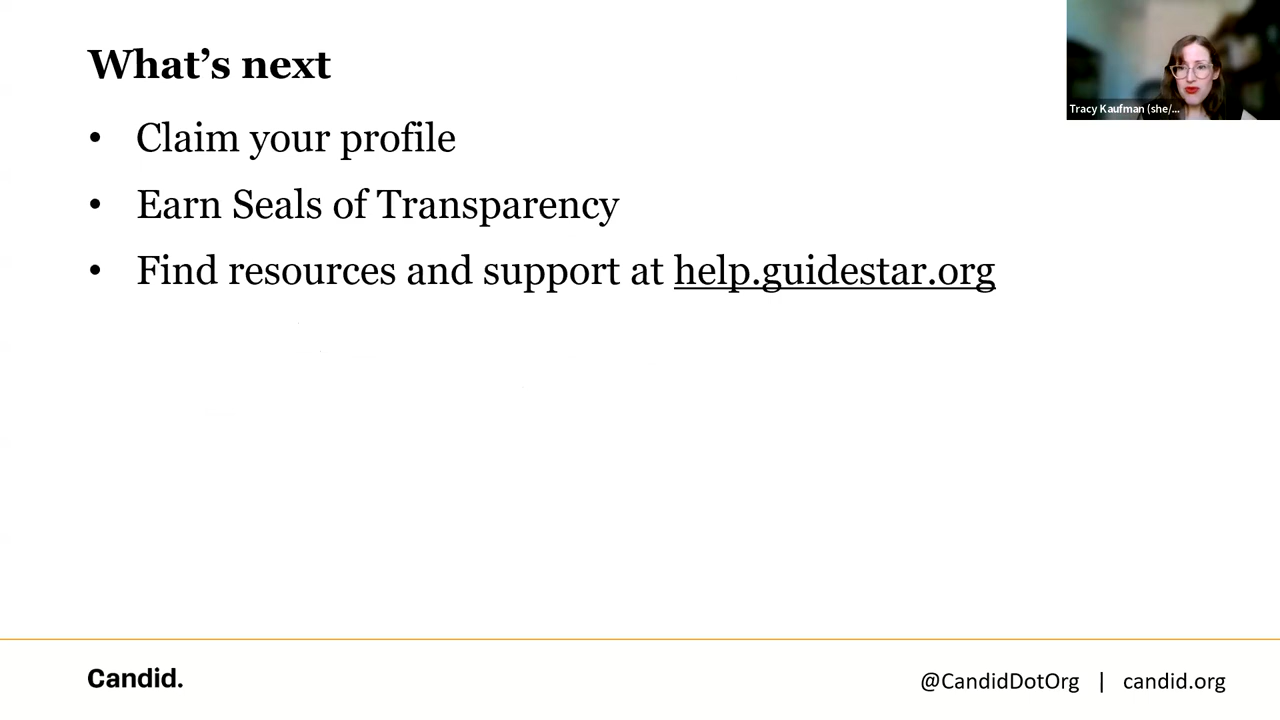 What’s next
• Claim your profile
• Earn Seals of Transparency
• Find resources and support at help.guidestar.org
Tracy Kaufman (she/...
Candid.
@CandidDotOrg | candid.org